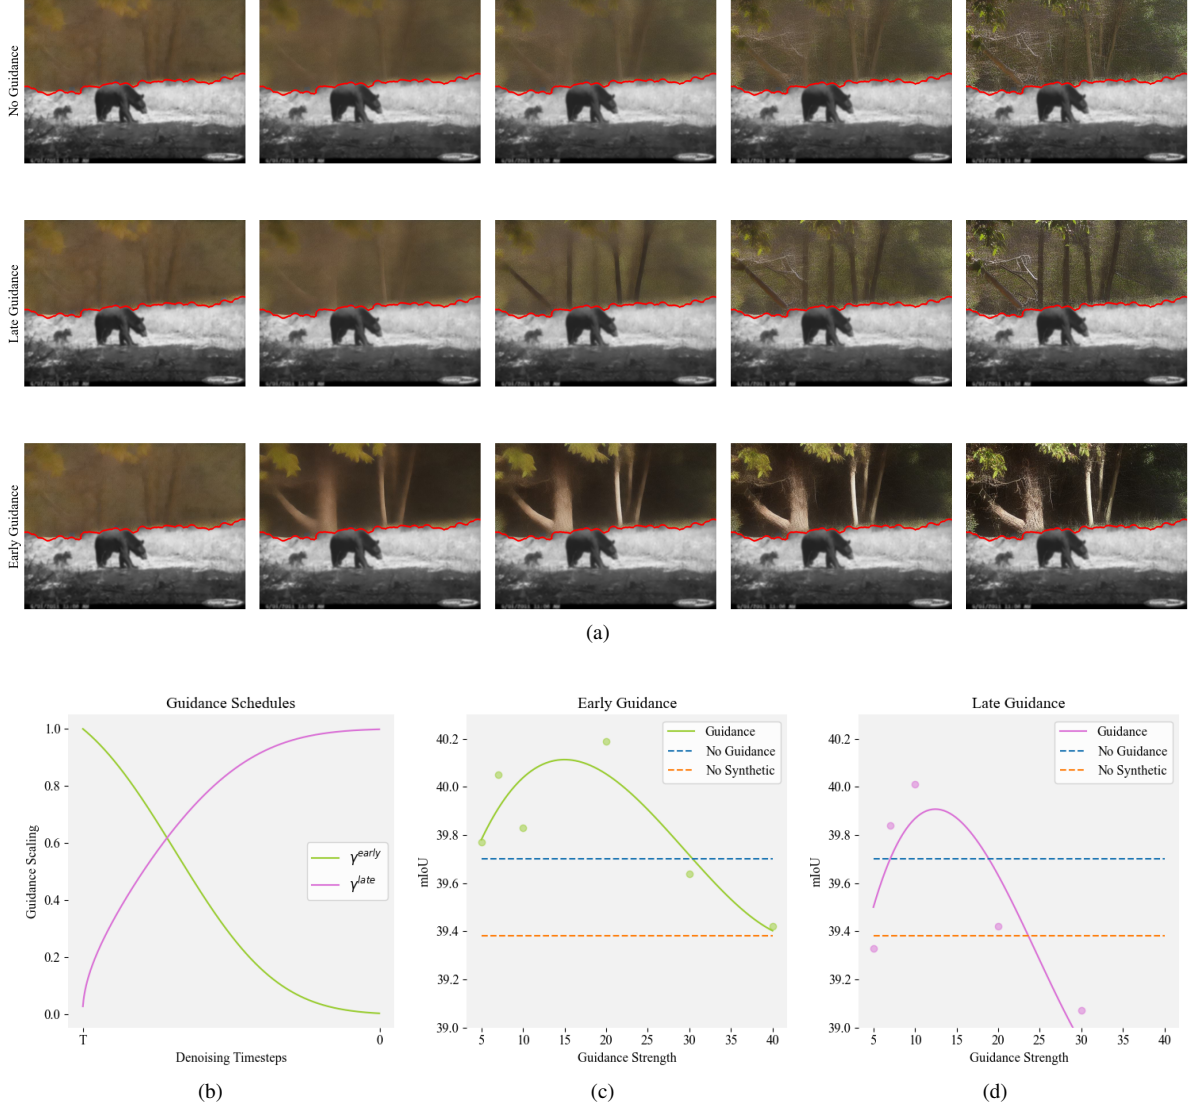 No Guidance
Late Guidance
Early Guidance
(a)
Guidance Schedules
1.0
0.8
0.6
0.4
0.2
0.0
Guidance Scaling
γ^early
γ^late
T
0
Denoising Timesteps
(b)
Early Guidance
Guidance
No Guidance
No Synthetic
40.2
40.0
39.8
39.6
39.4
39.2
39.0
mIoU
5
10
15
20
25
30
35
40
Guidance Strength
(c)
Late Guidance
Guidance
No Guidance
No Synthetic
40.2
40.0
39.8
39.6
39.4
39.2
39.0
mIoU
5
10
15
20
25
30
35
40
Guidance Strength
(d)